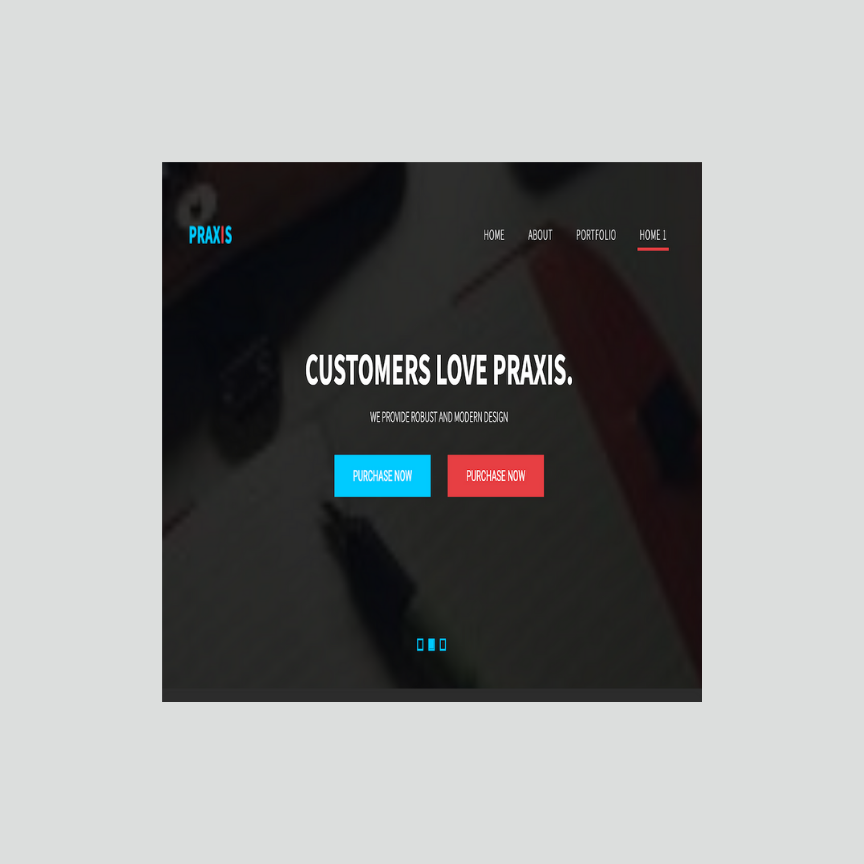 PRAXIS
HOME ABOUT PORTFOLIO HOME 1
CUSTOMERS LOVE PRAXIS.
WE PROVIDE ROBUST AND MODERN DESIGN
PURCHASE NOW PURCHASE NOW